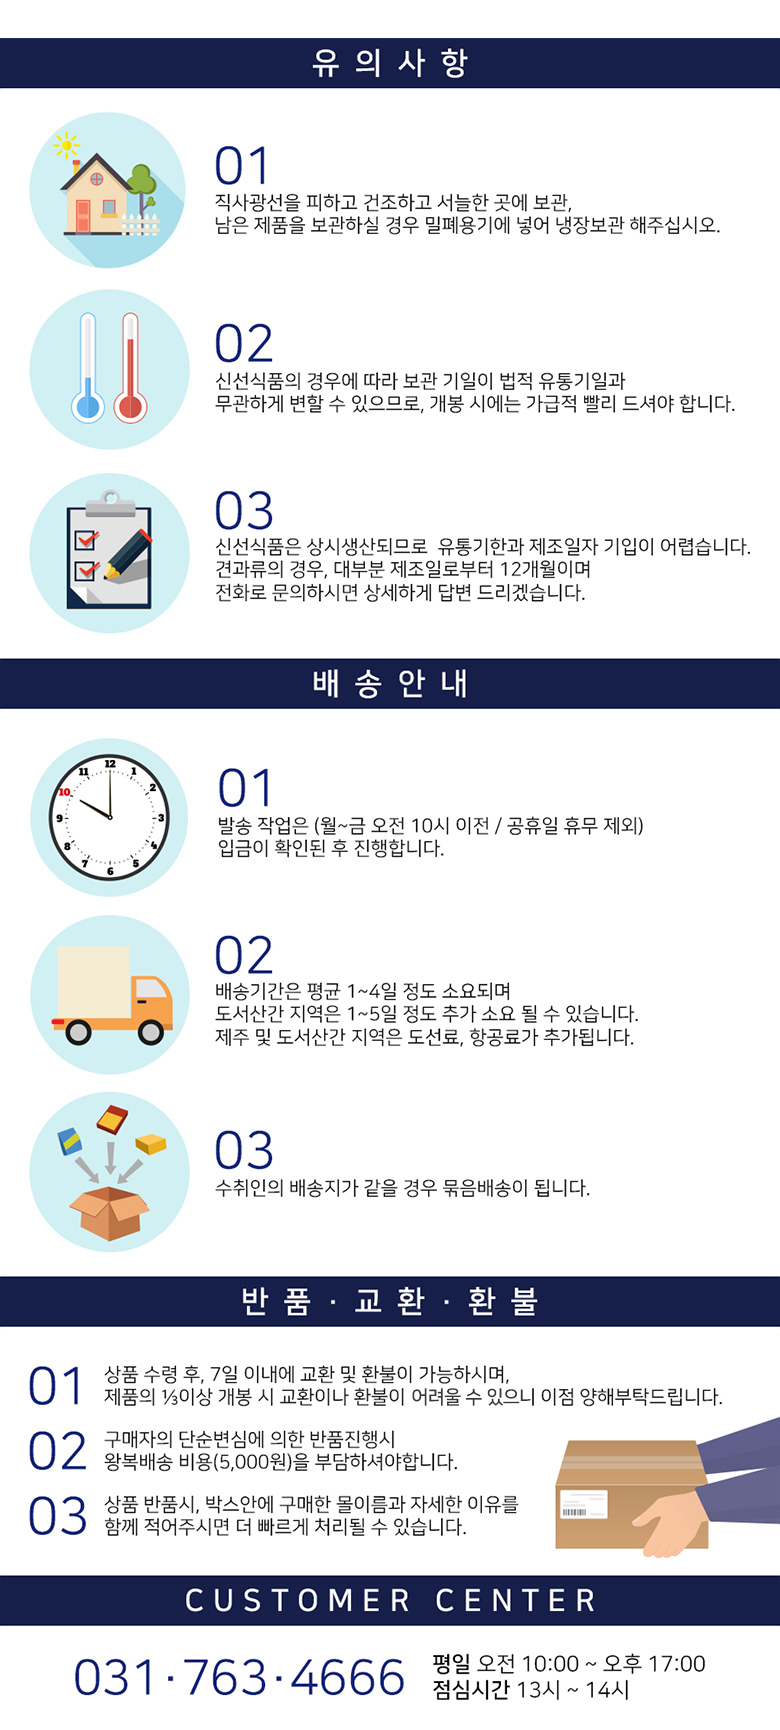 유의사항
01
직사광선을 피하고 건조하고 서늘한 곳에 보관,
남은 제품을 보관하실 경우 밀폐용기에 넣어 냉장보관 해주십시오.
02
신선식품의 경우에 따라 보관 기일이 법적 유통기일과
무관하게 변할 수 있으므로, 개봉 시에는 가급적 빨리 드셔야 합니다.
03
신선식품은 상시생산되므로 유통기한과 제조일자 기입이 어렵습니다.
견과류의 경우, 대부분 제조일로부터 12개월이며
전화로 문의하시면 상세하게 답변 드리겠습니다.
배송안내
12
11
1
10
2
9
3
8
4
7
5
6
01
발송 작업은 (월~금 오전 10시 이전 / 공휴일 휴무 제외)
입금이 확인된 후 진행합니다.
02
배송기간은 평균 1~4일 정도 소요되며
도서산간 지역은 1~5일 정도 추가 소요 될 수 있습니다.
제주 및 도서산간 지역은 도선료, 항공료가 추가됩니다.
03
수취인의 배송지가 같을 경우 묶음배송이 됩니다.
반품·교환·환불
01
상품 수령 후, 7일 이내에 교환 및 환불이 가능하시며,
제품의 ⅓이상 개봉 시 교환이나 환불이 어려울 수 있으니 이점 양해부탁드립니다.
02
구매자의 단순변심에 의한 반품진행시
왕복배송 비용(5,000원)을 부담하셔야합니다.
03
상품 반품시, 박스안에 구매한 몰이름과 자세한 이유를
함께 적어주시면 더 빠르게 처리될 수 있습니다.
CUSTOMER CENTER
031·763·4666
평일 오전 10:00 ~ 오후 17:00
점심시간 13시 ~ 14시